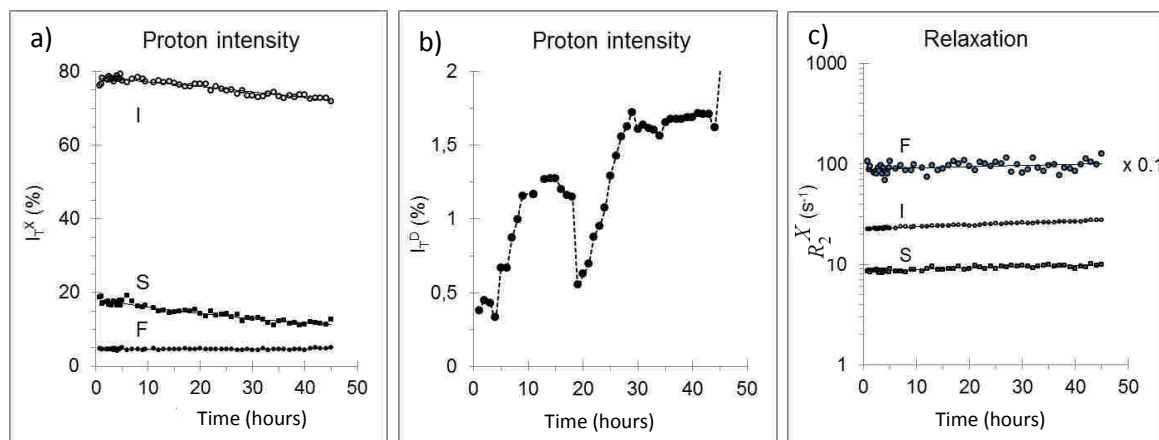 a) Proton intensity
80
60
40
20
0
I
S
F
I_T^X (%)
0 10 20 30 40 50
Time (hours)
b) Proton intensity
2
1.5
1
0,5
0
I_T^D (%)
0 10 20 30 40 50
Time (hours)
c) Relaxation
1000
100
10
1
F
x 0.1
I
S
R_2^X (s⁻¹)
0 10 20 30 40 50
Time (hours)